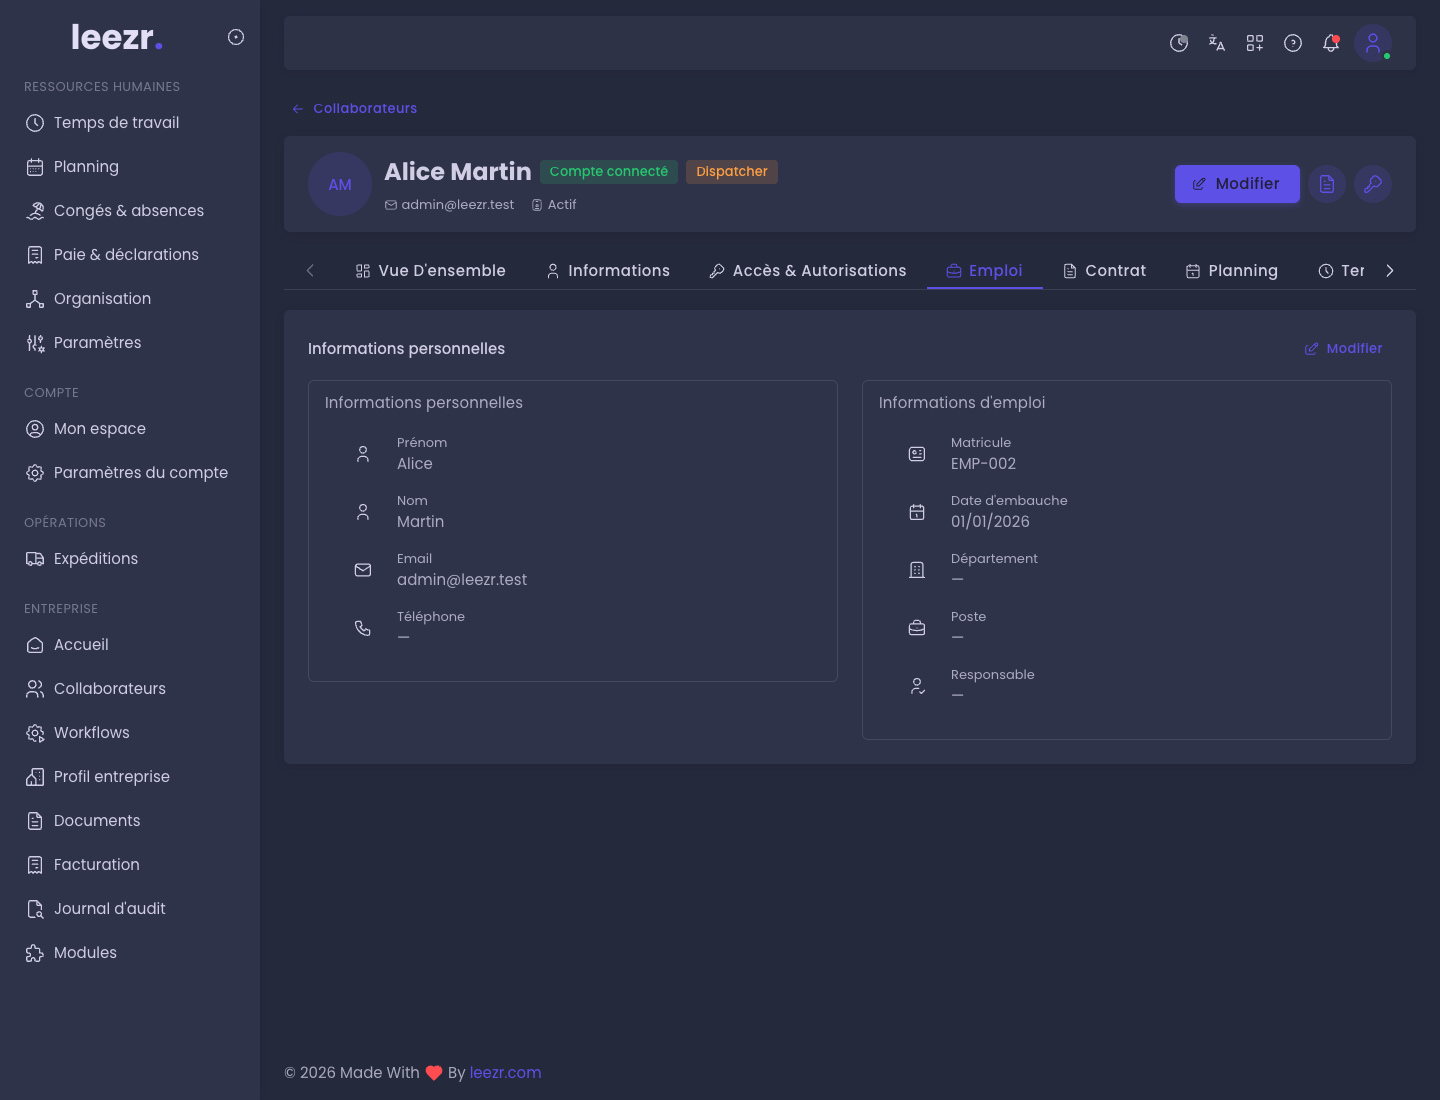 leezr.
RESSOURCES HUMAINES
Temps de travail
Planning
Congés & absences
Paie & déclarations
Organisation
Paramètres
COMPTE
Mon espace
Paramètres du compte
OPÉRATIONS
Expéditions
ENTREPRISE
Accueil
Collaborateurs
Workflows
Profil entreprise
Documents
Facturation
Journal d'audit
Modules
Collaborateurs
AM
Alice Martin
Compte connecté
Dispatcher
admin@leezr.test
Actif
Modifier
Vue D'ensemble
Informations
Accès & Autorisations
Emploi
Contrat
Planning
Ter
Informations personnelles
Modifier
Informations personnelles
Prénom
Alice
Nom
Martin
Email
admin@leezr.test
Téléphone
—
Informations d'emploi
Matricule
EMP-002
Date d'embauche
01/01/2026
Département
—
Poste
—
Responsable
—
© 2026 Made With ❤ By leezr.com